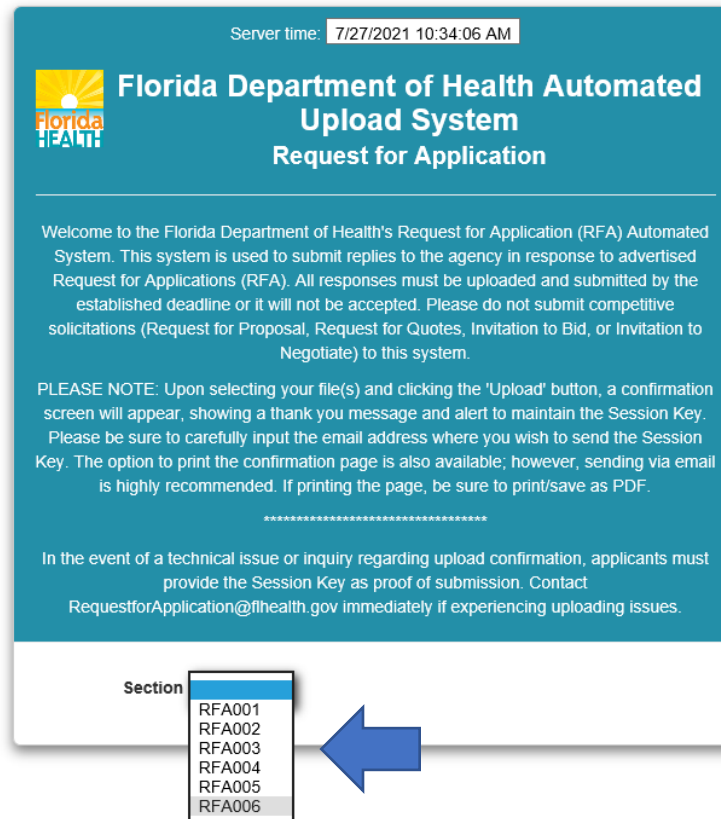 Server time: 7/27/2021 10:34:06 AM
Florida Department of Health Automated
Upload System
Florida
HEALTH
Request for Application
Welcome to the Florida Department of Health's Request for Application (RFA) Automated
System. This system is used to submit replies to the agency in response to advertised
Request for Applications (RFA). All responses must be uploaded and submitted by the
established deadline or it will not be accepted. Please do not submit competitive
solicitations (Request for Proposal, Request for Quotes, Invitation to Bid, or Invitation to
Negotiate) to this system.
PLEASE NOTE: Upon selecting your file(s) and clicking the 'Upload' button, a confirmation
screen will appear, showing a thank you message and alert to maintain the Session Key.
Please be sure to carefully input the email address where you wish to send the Session
Key. The option to print the confirmation page is also available; however, sending via email
is highly recommended. If printing the page, be sure to print/save as PDF.
**********************************
In the event of a technical issue or inquiry regarding upload confirmation, applicants must
provide the Session Key as proof of submission. Contact
RequestforApplication@flhealth.gov immediately if experiencing uploading issues.
Section
RFA001
RFA002
RFA003
RFA004
RFA005
RFA006